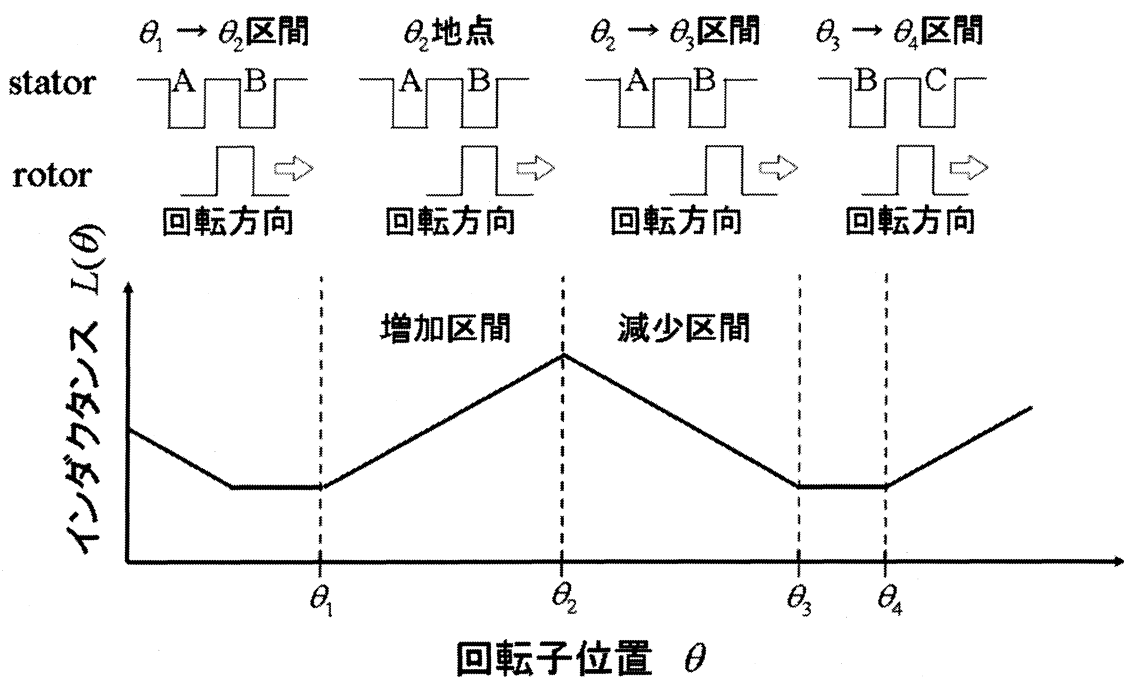 θ1 → θ2区間 θ2地点 θ2 → θ3区間 θ3 → θ4区間
stator A B A B A B B C
rotor
回転方向 回転方向 回転方向 回転方向
インダクタンス L(θ)
増加区間 減少区間
θ1 θ2 θ3 θ4
回転子位置 θ